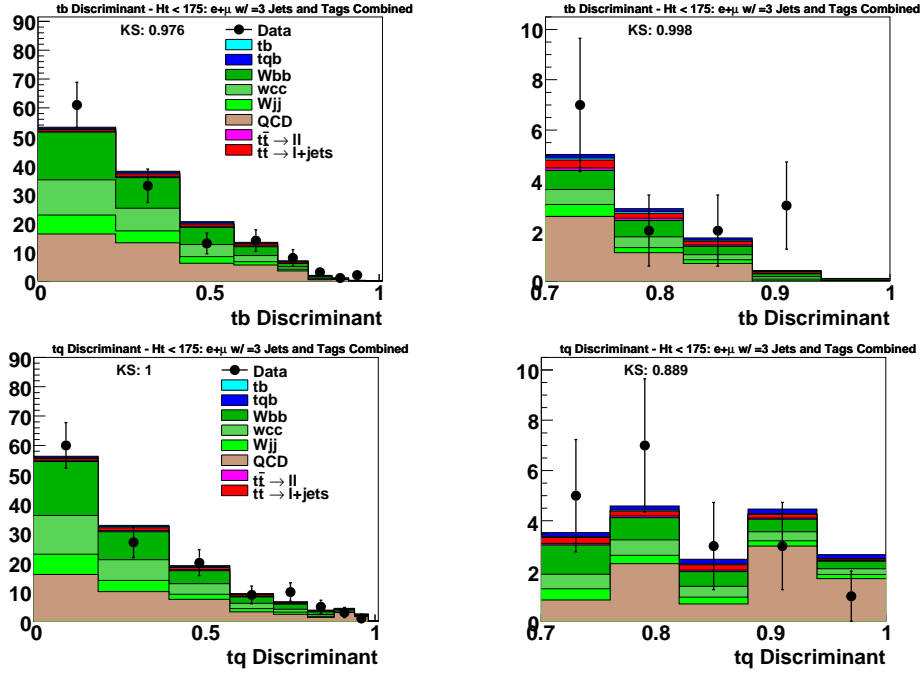 tb Discriminant - Ht < 175: e+μ w/ =3 Jets and Tags Combined
KS: 0.976
Data
tb
tqb
Wbb
wcc
Wjj
QCD
tt̄ → ll
tt̄ → l+jets
90
80
70
60
50
40
30
20
10
0
0 0.5 1
tb Discriminant
tb Discriminant - Ht < 175: e+μ w/ =3 Jets and Tags Combined
KS: 0.998
10
8
6
4
2
0
0.7 0.8 0.9 1
tb Discriminant
tq Discriminant - Ht < 175: e+μ w/ =3 Jets and Tags Combined
KS: 1
Data
tb
tqb
Wbb
wcc
Wjj
QCD
tt̄ → ll
tt̄ → l+jets
90
80
70
60
50
40
30
20
10
0
0 0.5 1
tq Discriminant
tq Discriminant - Ht < 175: e+μ w/ =3 Jets and Tags Combined
KS: 0.889
10
8
6
4
2
0
0.7 0.8 0.9 1
tq Discriminant